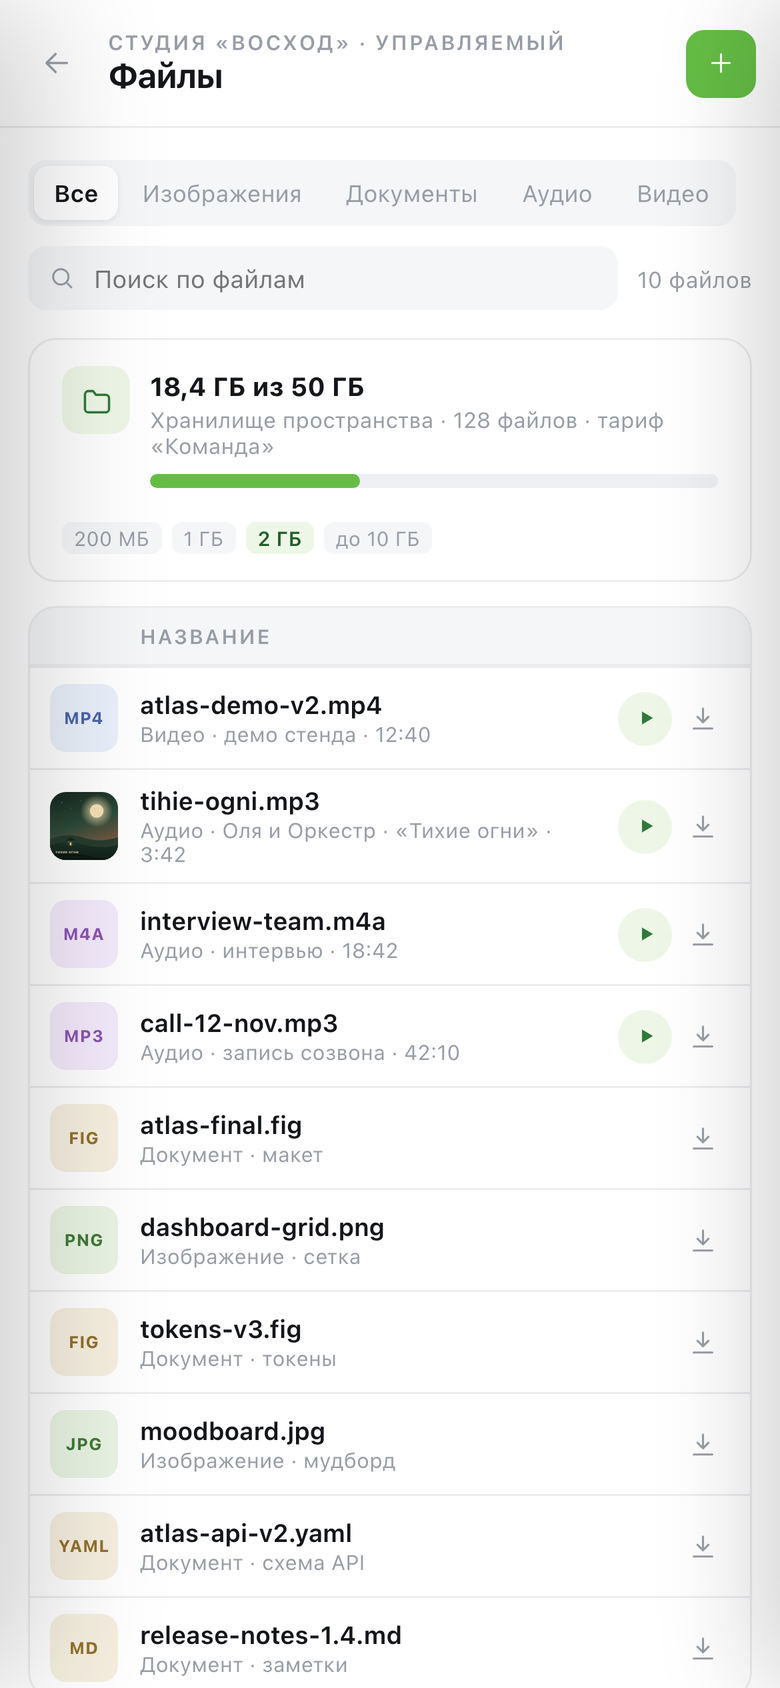 СТУДИЯ «ВОСХОД» · УПРАВЛЯЕМЫЙ
Файлы
Все
Изображения
Документы
Аудио
Видео
Поиск по файлам
10 файлов
18,4 ГБ из 50 ГБ
Хранилище пространства · 128 файлов · тариф
«Команда»
200 МБ
1 ГБ
2 ГБ
до 10 ГБ
НАЗВАНИЕ
MP4
atlas-demo-v2.mp4
Видео · демо стенда · 12:40
tihie-ogni.mp3
Аудио · Оля и Оркестр · «Тихие огни» ·
3:42
M4A
interview-team.m4a
Аудио · интервью · 18:42
MP3
call-12-nov.mp3
Аудио · запись созвона · 42:10
FIG
atlas-final.fig
Документ · макет
PNG
dashboard-grid.png
Изображение · сетка
FIG
tokens-v3.fig
Документ · токены
JPG
moodboard.jpg
Изображение · мудборд
YAML
atlas-api-v2.yaml
Документ · схема API
MD
release-notes-1.4.md
Документ · заметки